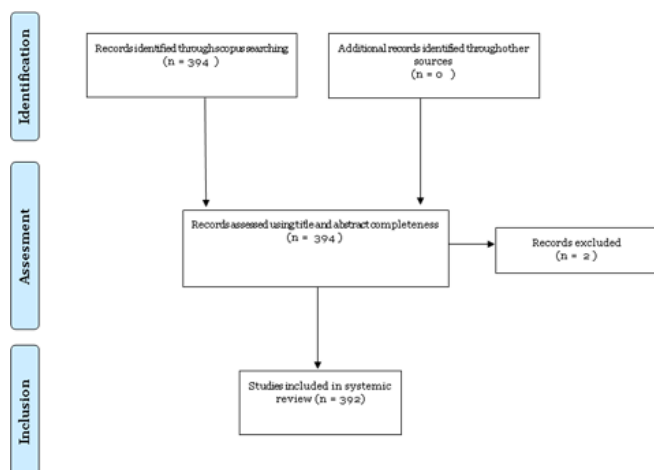 Identification
Records identified through scopus searching
(n = 394 )
Additional records identified through other
sources
(n = 0 )
Assesment
Records assessed using title and abstract completeness
(n = 394 )
Records excluded
(n = 2 )
Inclusion
Studies included in systemic
review (n = 392)